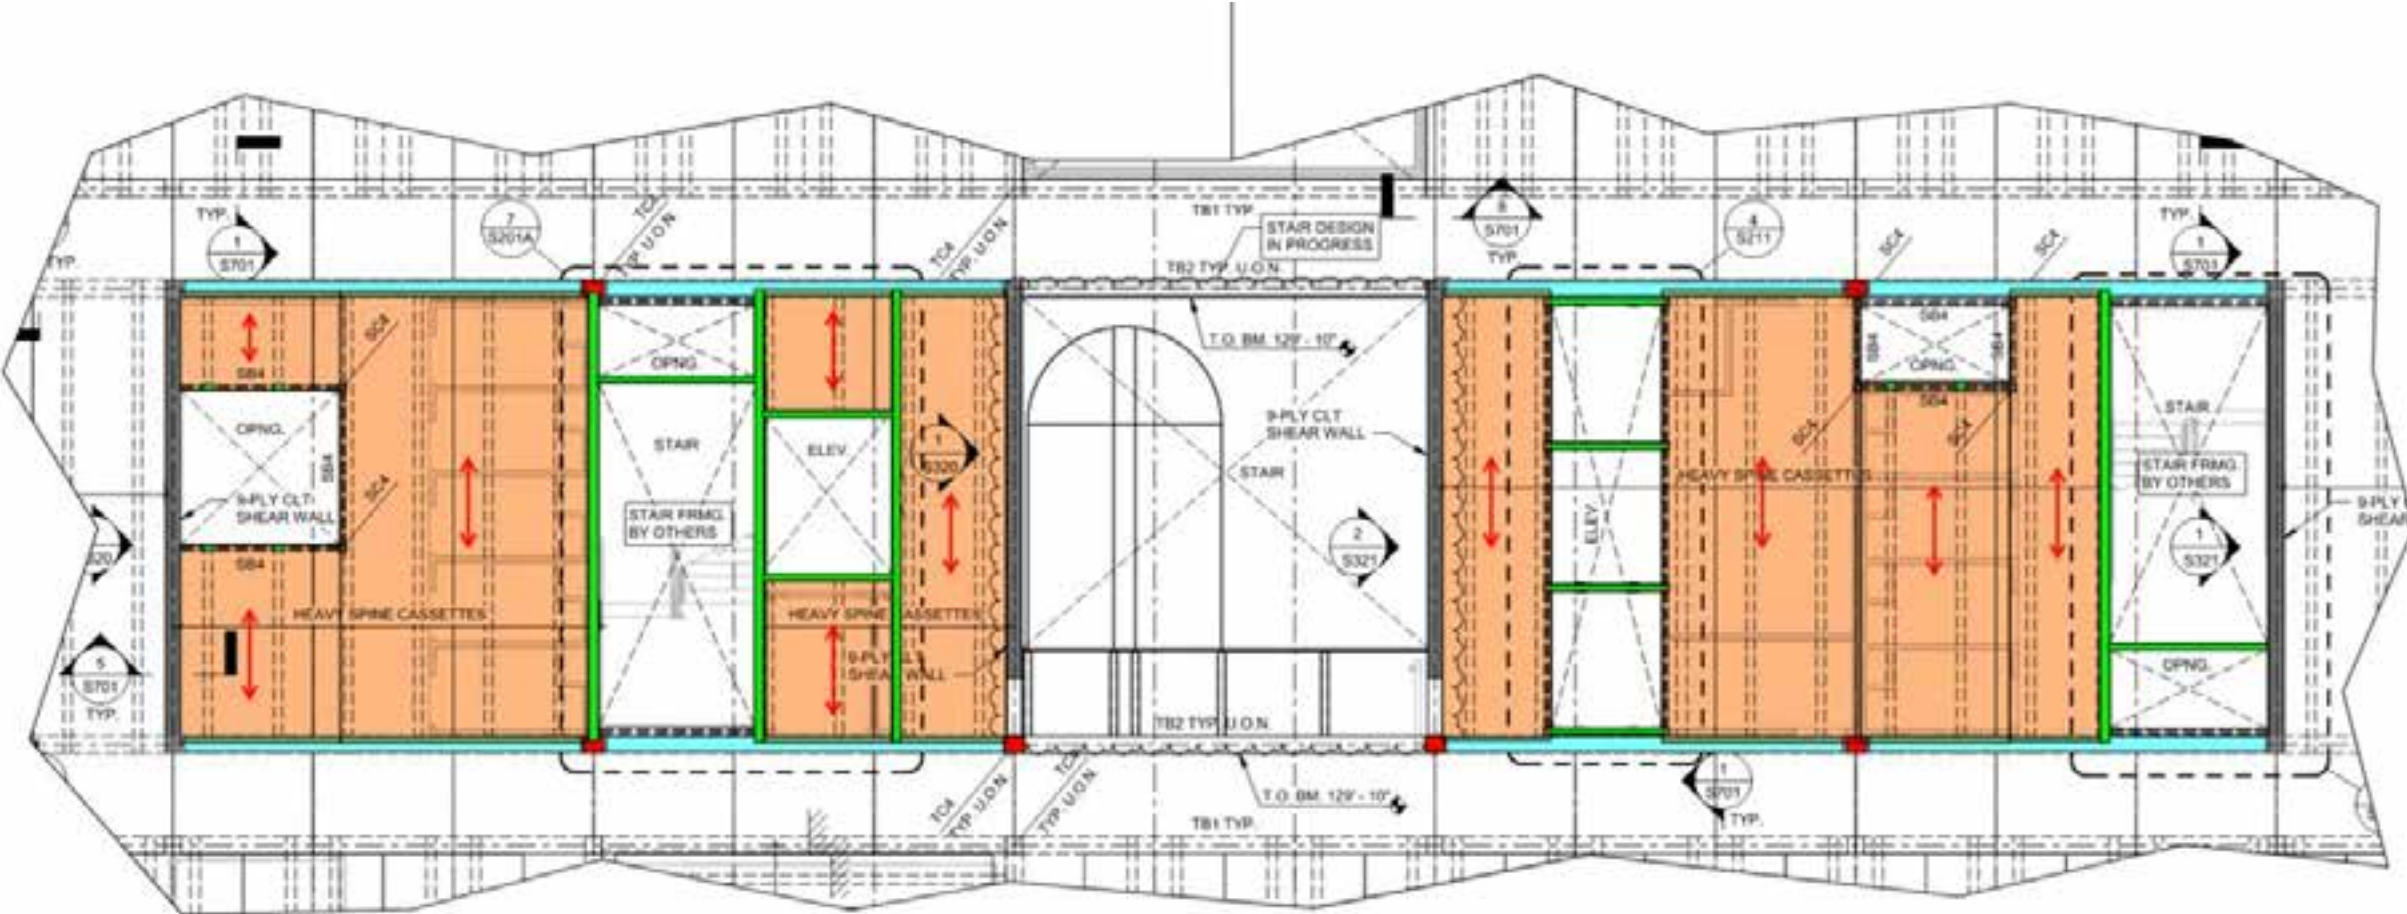 TYP.
1
S701
7
S201A
TYP. U.O.N.
TC4
TYP. U.O.N.
TB1 TYP.
STAIR DESIGN
IN PROGRESS
TB2 TYP. U.O.N.
6
S701
TYP.
4
S211
SC4
SC4
TYP.
1
S701
TYP.
SC4
SB4
OPNG.
SB4
9-PLY CLT
SHEAR WALL
SC4
SB4
HEAVY SPINE CASSETTES
5
S701
TYP.
OPNG.
STAIR
STAIR FRMG.
BY OTHERS
ELEV.
1
S320
HEAVY SPINE CASSETTES
9-PLY CLT
SHEAR WALL
T.O. BM. 129' - 10"
9-PLY CLT
SHEAR WALL
STAIR
2
S321
ELEV.
HEAVY SPINE CASSETTES
SB4
SB4
SB4
OPNG.
SB4
SC4
SC4
STAIR
STAIR FRMG.
BY OTHERS
1
S321
OPNG.
9-PLY
TB2 TYP. U.O.N.
TC4
TYP. U.O.N.
TC4
TYP. U.O.N.
T.O. BM. 129' - 10"
TB1 TYP.
1
S701
TYP.